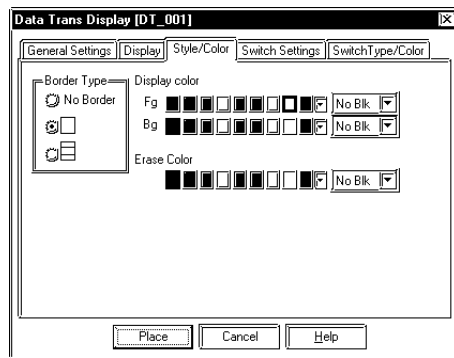 Data Trans Display [DT_001]
General Settings Display Style/Color Switch Settings SwitchType/Color
Border Type
No Border
Display color
Fg No Blk
Bg No Blk
Erase Color
No Blk
Place Cancel Help